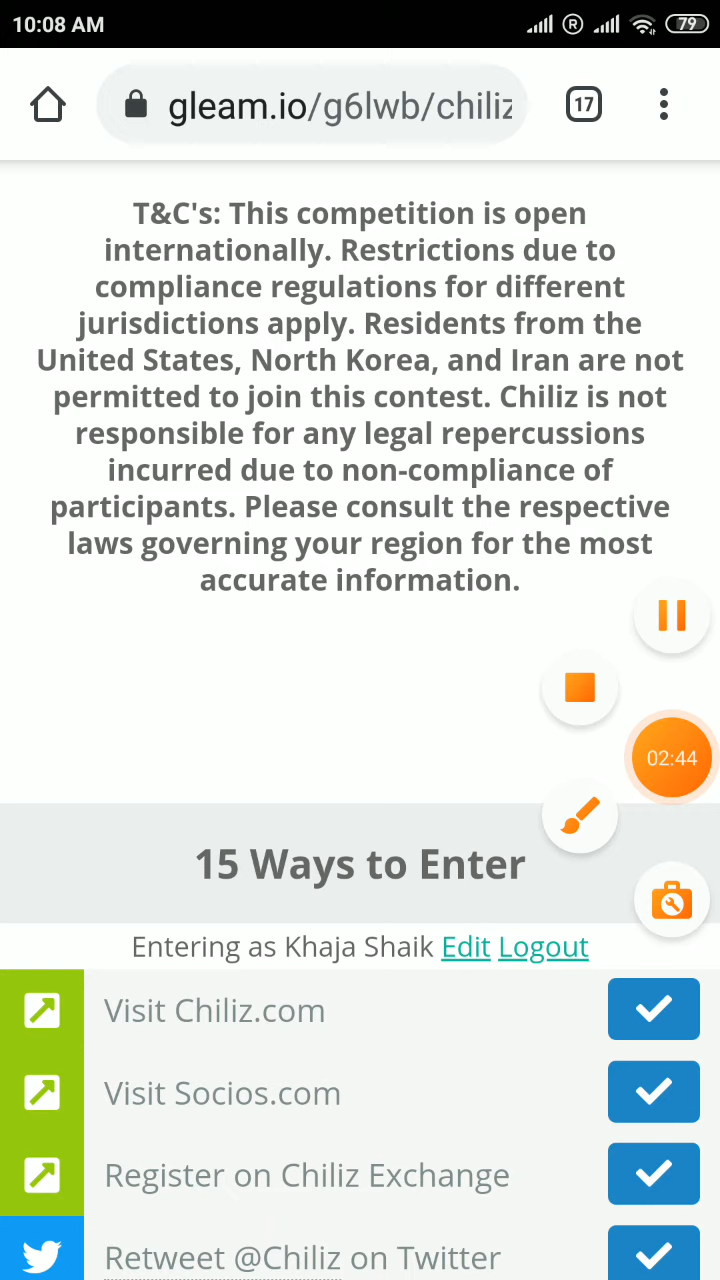 10:08 AM
R
79
gleam.io/g6lwb/chiliz
17
T&C's: This competition is open
internationally. Restrictions due to
compliance regulations for different
jurisdictions apply. Residents from the
United States, North Korea, and Iran are not
permitted to join this contest. Chiliz is not
responsible for any legal repercussions
incurred due to non-compliance of
participants. Please consult the respective
laws governing your region for the most
accurate information.
02:44
15 Ways to Enter
Entering as Khaja Shaik Edit Logout
Visit Chiliz.com
Visit Socios.com
Register on Chiliz Exchange
Retweet @Chiliz on Twitter